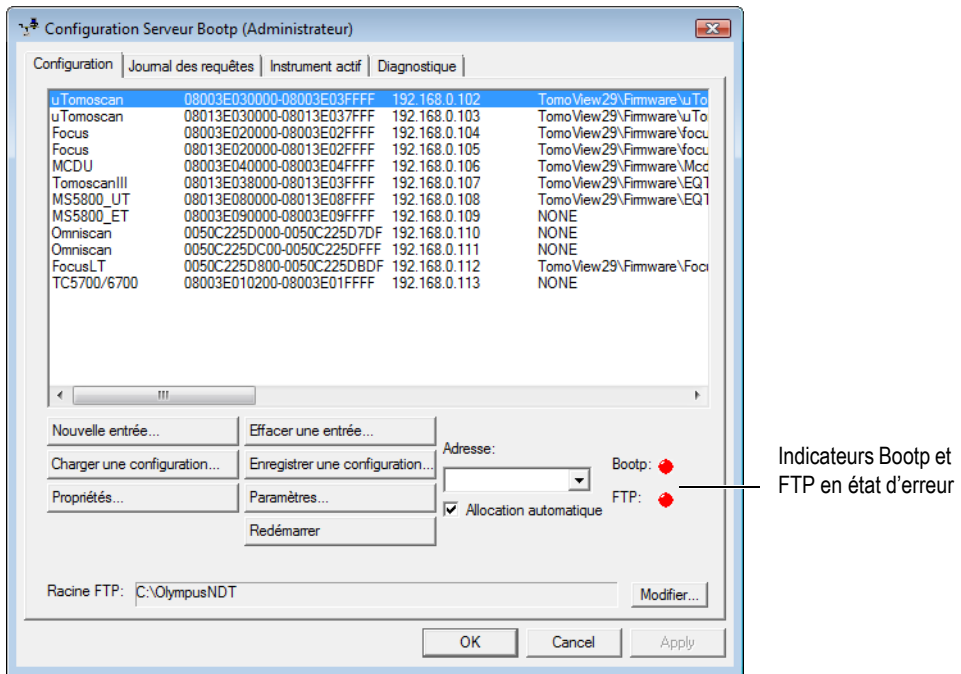 Configuration Serveur Bootp (Administrateur)
Configuration Journal des requêtes Instrument actif Diagnostique
uTomoscan 08003E030000-08003E03FFFF 192.168.0.102 TomoView29\Firmware\uTo
uTomoscan 08013E030000-08013E037FFF 192.168.0.103 TomoView29\Firmware\uTo
Focus 08003E020000-08003E02FFFF 192.168.0.104 TomoView29\Firmware\focu
Focus 08013E020000-08013E02FFFF 192.168.0.105 TomoView29\Firmware\focu
MCDU 08003E040000-08003E04FFFF 192.168.0.106 TomoView29\Firmware\Mcd
TomoscanIII 08013E038000-08013E03FFFF 192.168.0.107 TomoView29\Firmware\EQT
MS5800_UT 08013E080000-08013E08FFFF 192.168.0.108 TomoView29\Firmware\EQT
MS5800_ET 08003E090000-08003E09FFFF 192.168.0.109 NONE
Omniscan 0050C225D000-0050C225D7DF 192.168.0.110 NONE
Omniscan 0050C225DC00-0050C225DFFF 192.168.0.111 NONE
FocusLT 0050C225D800-0050C225DBDF 192.168.0.112 TomoView29\Firmware\Foc
TC5700/6700 08003E010200-08003E01FFFF 192.168.0.113 NONE
Nouvelle entrée... Effacer une entrée...
Charger une configuration... Enregistrer une configuration...
Propriétés... Paramètres...
Redémarrer
Adresse:
Allocation automatique
Bootp:
FTP:
Indicateurs Bootp et
FTP en état d'erreur
Racine FTP: C:\OlympusNDT Modifier...
OK Cancel Apply